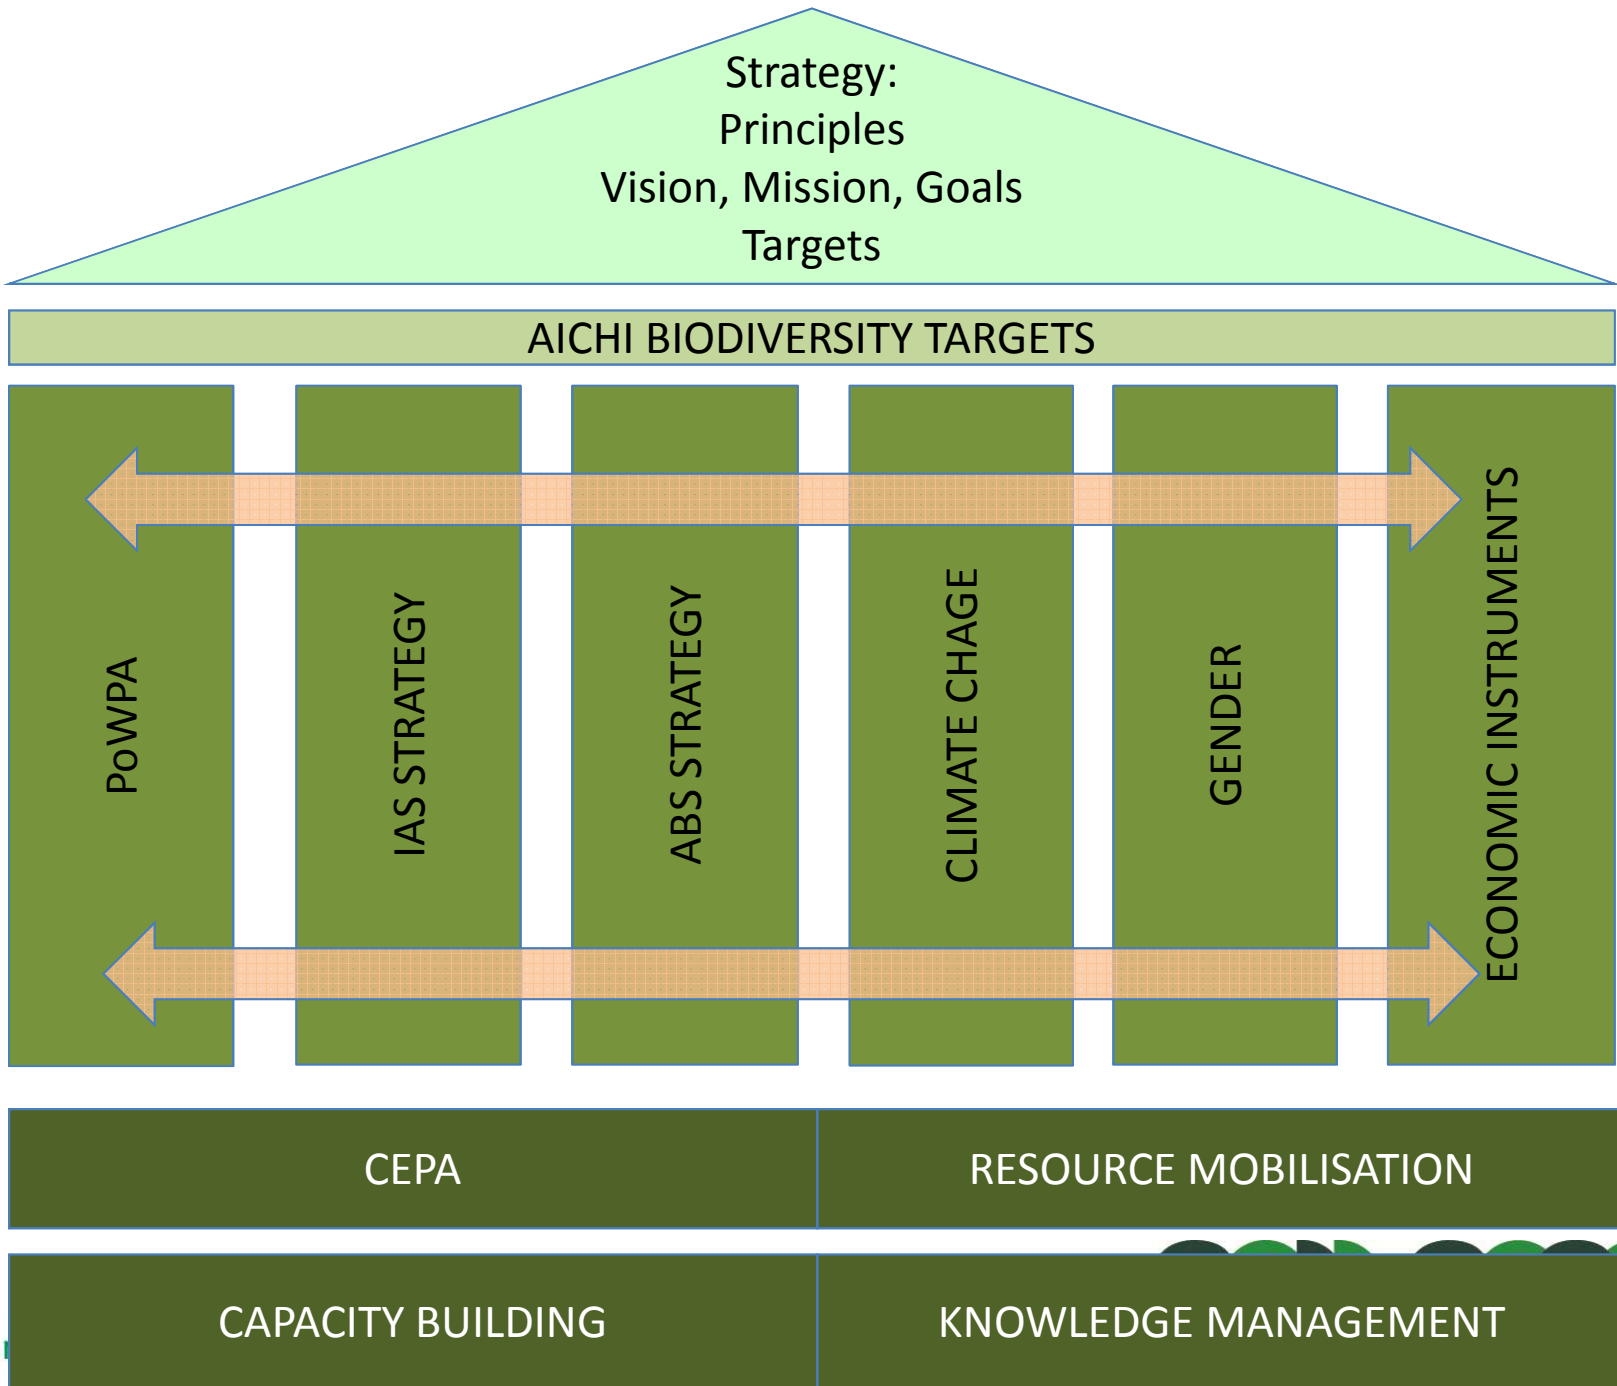 Strategy:
Principles
Vision, Mission, Goals
Targets
AICHI BIODIVERSITY TARGETS
PoWPA
IAS STRATEGY
ABS STRATEGY
CLIMATE CHAGE
GENDER
ECONOMIC INSTRUMENTS
CEPA
RESOURCE MOBILISATION
CAPACITY BUILDING
KNOWLEDGE MANAGEMENT